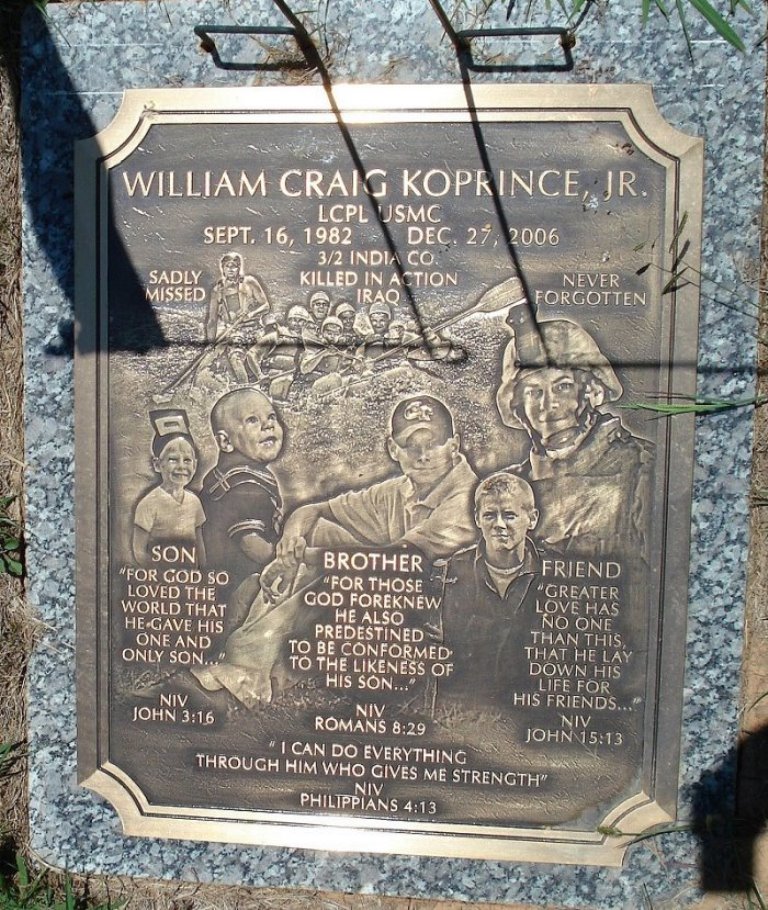 WILLIAM CRAIG KOPRINCE, JR.
LCPL USMC
SEPT. 16, 1982 DEC. 27, 2006
3/2 INDIA CO.
KILLED IN ACTION
IRAQ
SADLY
MISSED
NEVER
FORGOTTEN
SON
"FOR GOD SO
LOVED THE
WORLD THAT
HE GAVE HIS
ONE AND
ONLY SON..."
NIV
JOHN 3:16
BROTHER
"FOR THOSE
GOD FOREKNEW
HE ALSO
PREDESTINED
TO BE CONFORMED
TO THE LIKENESS OF
HIS SON..."
NIV
ROMANS 8:29
FRIEND
"GREATER
LOVE HAS
NO ONE
THAN THIS,
THAT HE LAY
DOWN HIS
LIFE FOR
HIS FRIENDS..."
NIV
JOHN 15:13
"I CAN DO EVERYTHING
THROUGH HIM WHO GIVES ME STRENGTH"
NIV
PHILIPPIANS 4:13